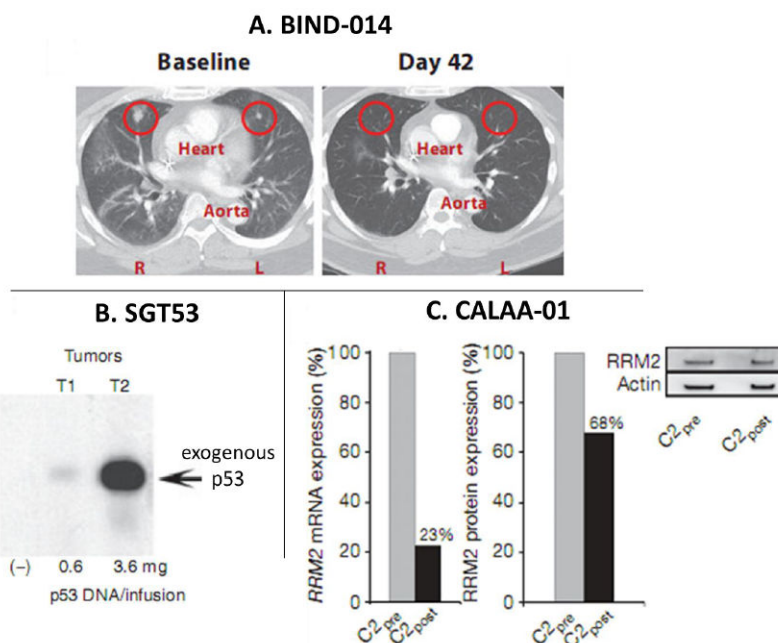 A. BIND-014
Baseline
Day 42
Heart
Aorta
R
L
Heart
Aorta
R
L
B. SGT53
Tumors
T1
T2
exogenous
p53
(-)
0.6
3.6 mg
p53 DNA/infusion
C. CALAA-01
RRM2 mRNA expression (%)
100
80
60
40
20
0
23%
C2pre
C2post
RRM2 protein expression (%)
100
80
60
40
20
0
68%
C2pre
C2post
RRM2
Actin
C2pre
C2post